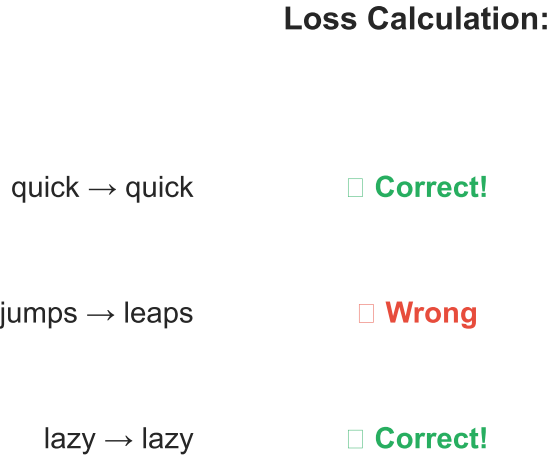 Loss Calculation:
quick → quick
□ Correct!
jumps → leaps
□ Wrong
lazy → lazy
□ Correct!